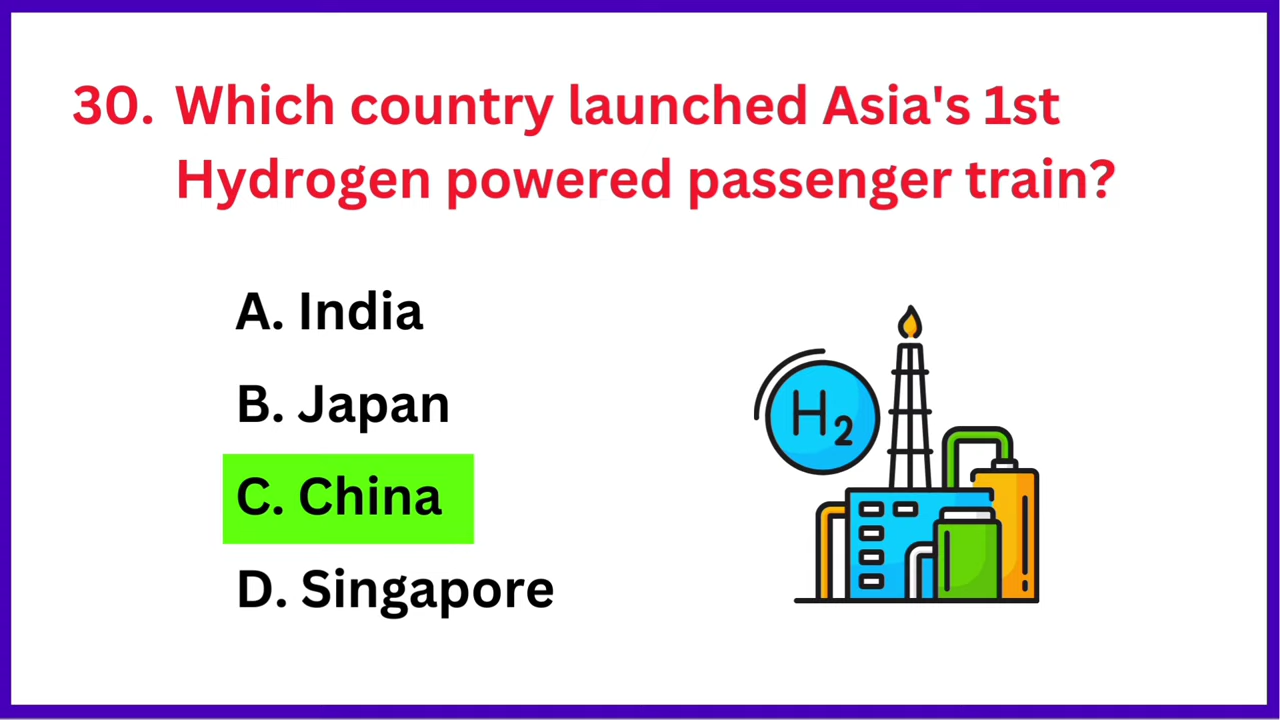 30. Which country launched Asia's 1st
Hydrogen powered passenger train?
A. India
B. Japan
C. China
D. Singapore
H2